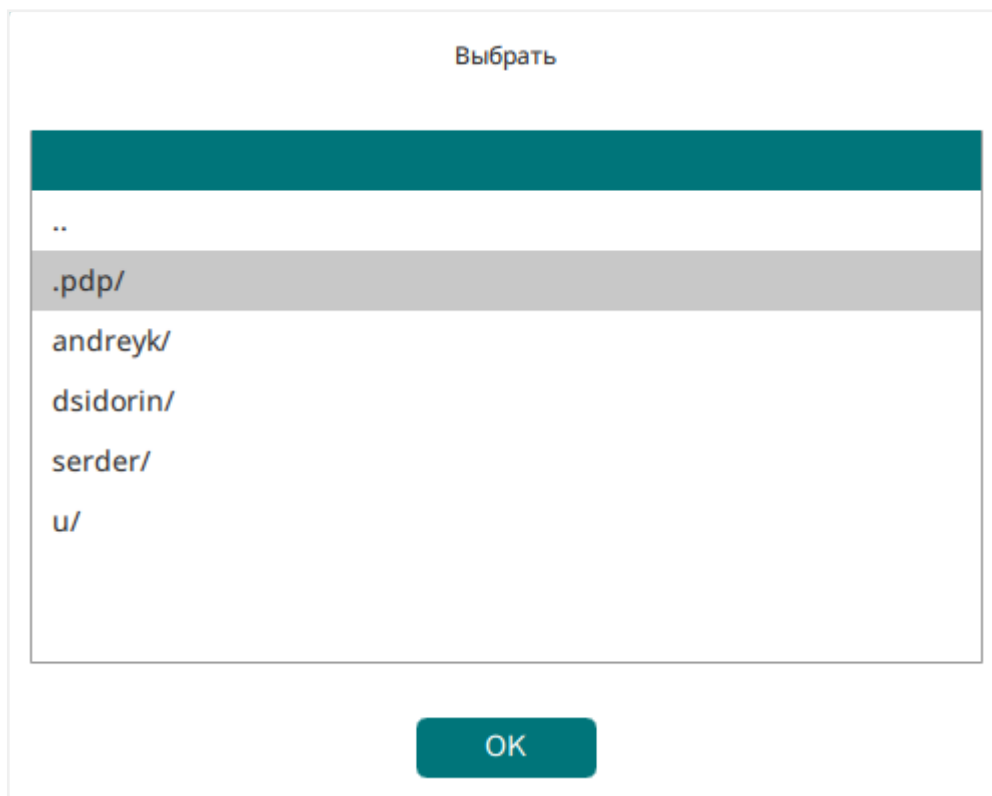 Выбрать
..
.pdp/
andreyk/
dsidorin/
serder/
u/
OK